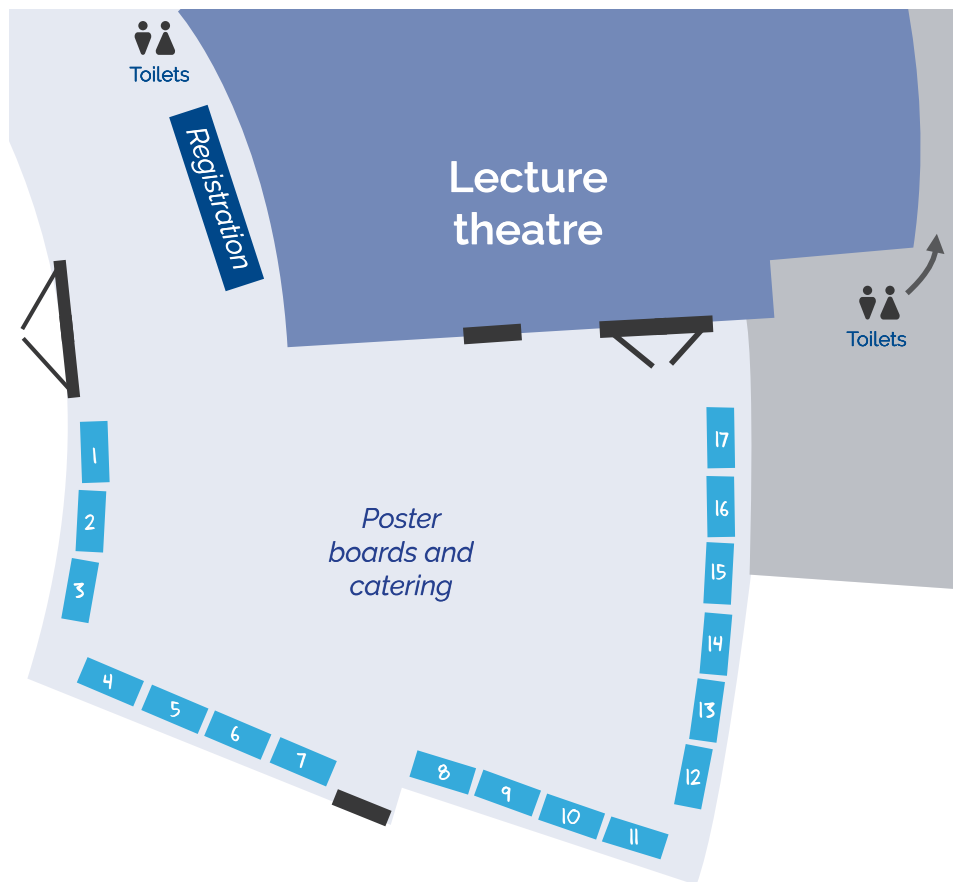 Toilets
Registration
Lecture
theatre
Toilets
Poster
boards and
catering
1
2
3
4
5
6
7
8
9
10
11
12
13
14
15
16
17